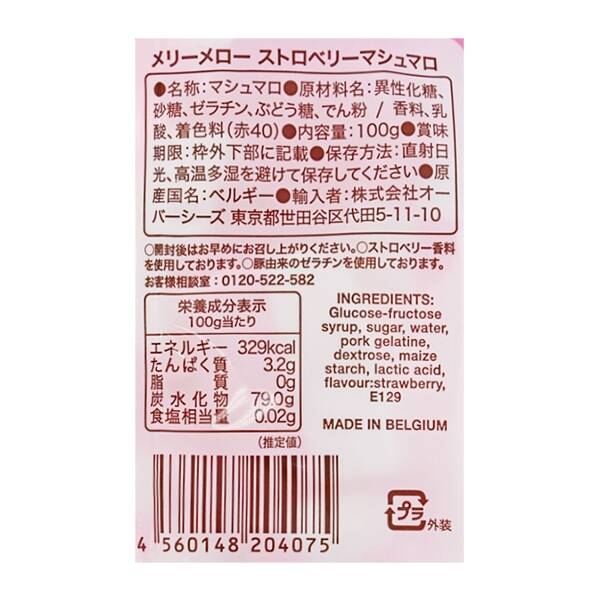 メリーメロー ストロベリーマシュマロ
●名称:マシュマロ●原材料名:異性化糖、
砂糖、ゼラチン、ぶどう糖、でん粉 / 香料、乳
酸、着色料(赤40)●内容量:100g●賞味
期限:枠外下部に記載●保存方法:直射日
光、高温多湿を避けて保存してください●原
産国名:ベルギー●輸入者:株式会社オー
バーシーズ 東京都世田谷区代田5-11-10
○開封後はお早めにお召し上がりください。○ストロベリー香料
を使用しております。○豚由来のゼラチンを使用しております。
お客様相談室:0120-522-582
栄養成分表示
100g当たり
エネルギー 329kcal
たんぱく質 3.2g
脂質 0g
炭水化物 79.0g
食塩相当量 0.02g
(推定値)
INGREDIENTS:
Glucose-fructose
syrup, sugar, water,
pork gelatine,
dextrose, maize
starch, lactic acid,
flavour:strawberry,
E129
MADE IN BELGIUM
4 560148 204075
プラ
外装